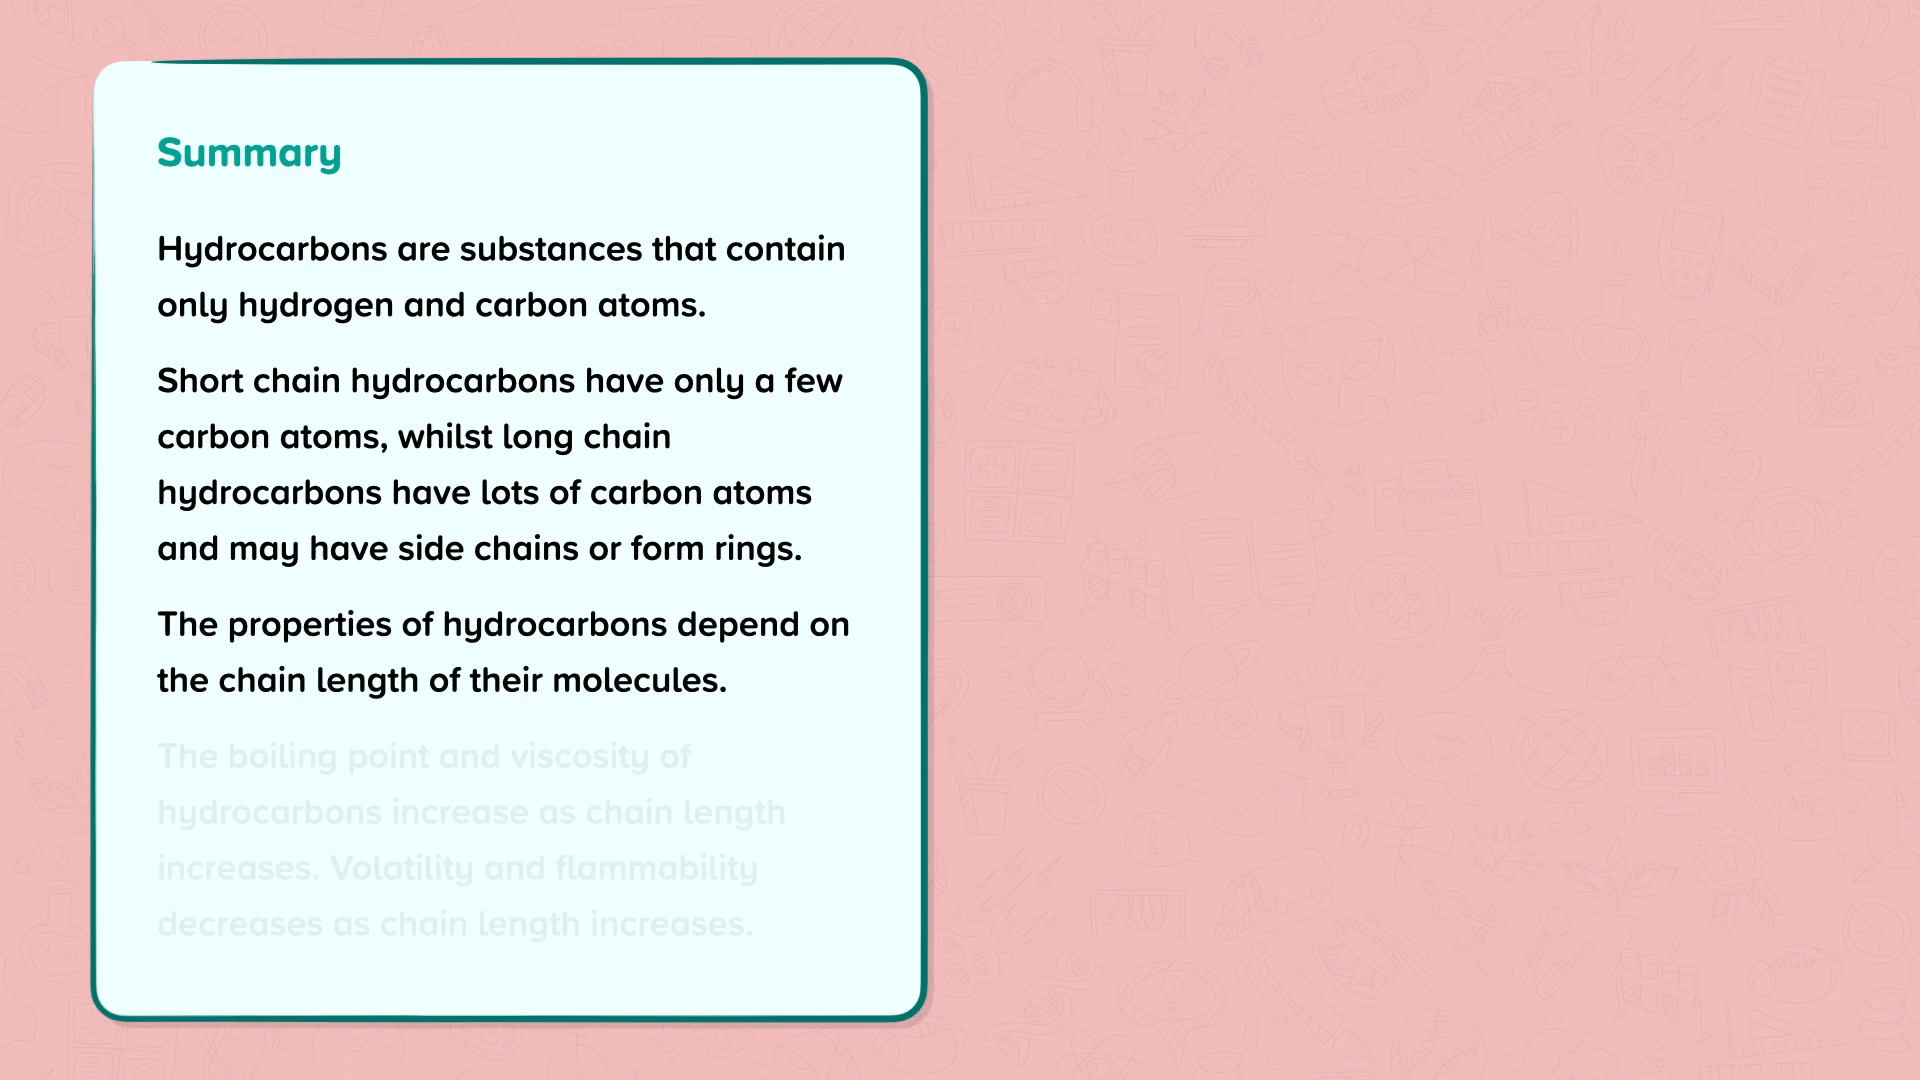 Summary
Hydrocarbons are substances that contain
only hydrogen and carbon atoms.
Short chain hydrocarbons have only a few
carbon atoms, whilst long chain
hydrocarbons have lots of carbon atoms
and may have side chains or form rings.
The properties of hydrocarbons depend on
the chain length of their molecules.
The boiling point and viscosity of
hydrocarbons increase as chain length
increases. Volatility and flammability
decreases as chain length increases.